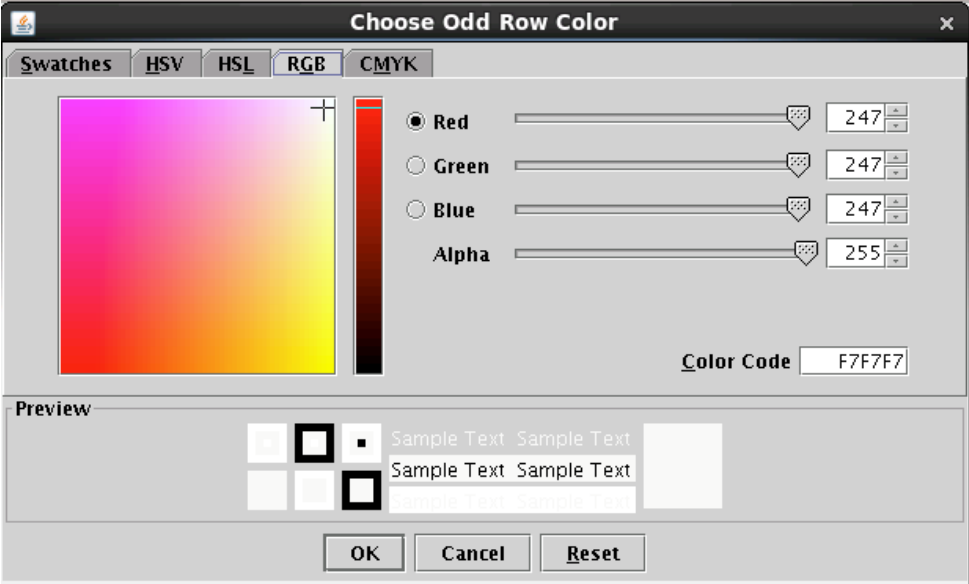 Choose Odd Row Color
Swatches HSV HSL RGB CMYK
Red 247
Green 247
Blue 247
Alpha 255
Color Code F7F7F7
Preview
Sample Text Sample Text
Sample Text Sample Text
Sample Text Sample Text
OK Cancel Reset